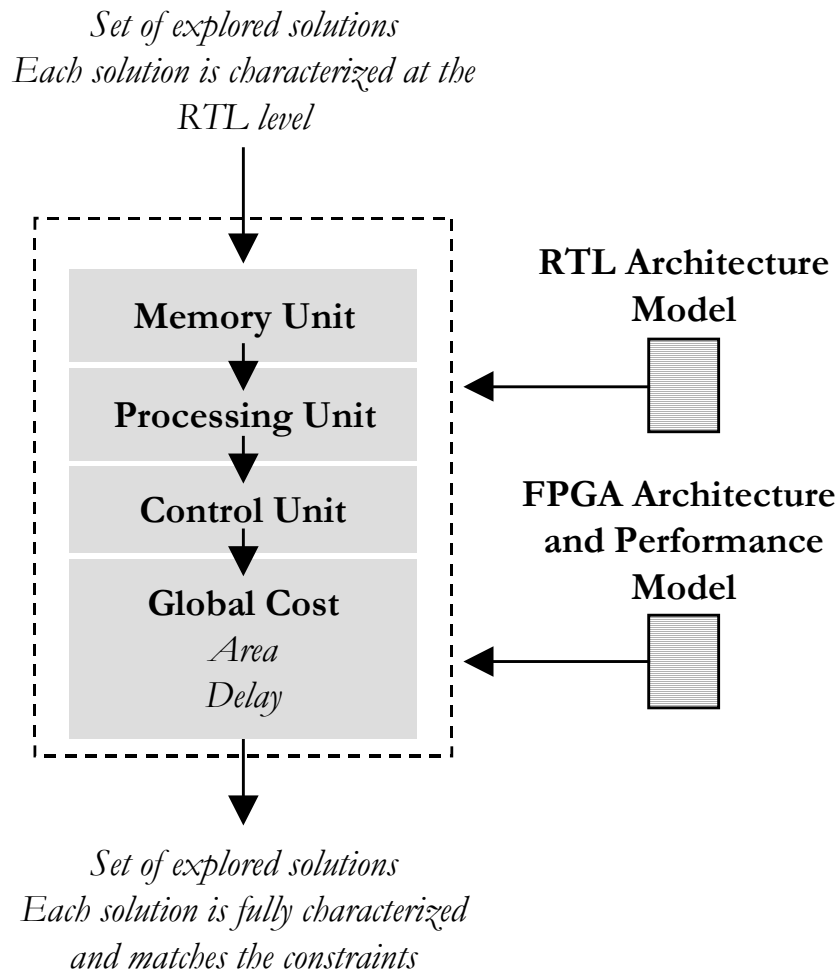 Set of explored solutions
Each solution is characterized at the
RTL level
Memory Unit
Processing Unit
Control Unit
Global Cost
Area
Delay
RTL Architecture
Model
FPGA Architecture
and Performance
Model
Set of explored solutions
Each solution is fully characterized
and matches the constraints